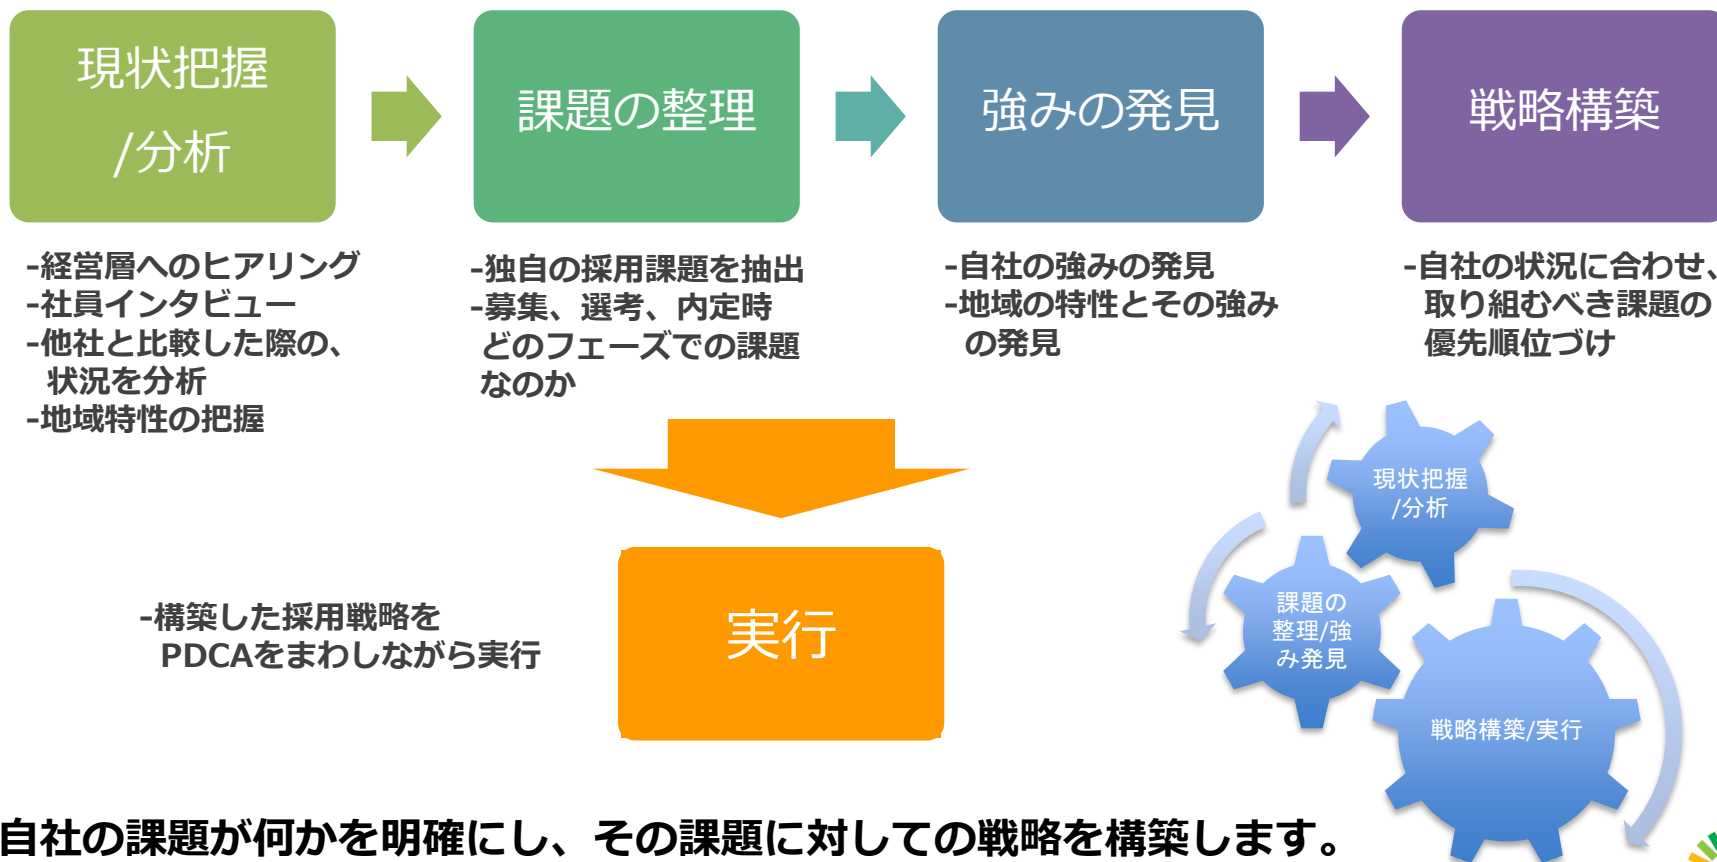 現状把握
/分析
課題の整理
強みの発見
戦略構築
-経営層へのヒアリング
-社員インタビュー
-他社と比較した際の、
状況を分析
-地域特性の把握
-独自の採用課題を抽出
-募集、選考、内定時
どのフェーズでの課題
なのか
-自社の強みの発見
-地域の特性とその強み
の発見
-自社の状況に合わせ、
取り組むべき課題の
優先順位づけ
-構築した採用戦略を
PDCAをまわしながら実行
実行
現状把握
/分析
課題の
整理/強
み発見
戦略構築/実行
自社の課題が何かを明確にし、その課題に対しての戦略を構築します。